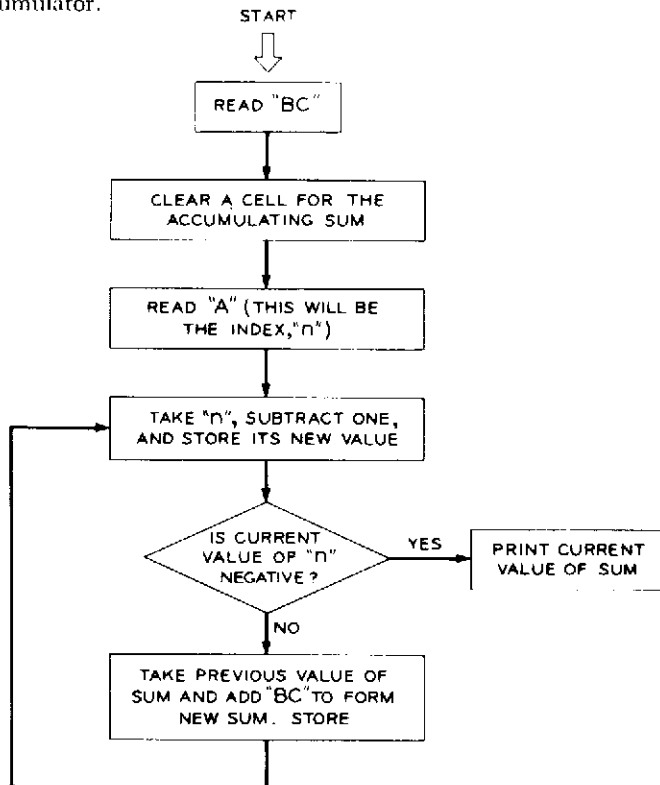 umulator.
START
READ "BC"
CLEAR A CELL FOR THE
ACCUMULATING SUM
READ "A" (THIS WILL BE
THE INDEX, "n")
TAKE "n", SUBTRACT ONE,
AND STORE ITS NEW VALUE
IS CURRENT
VALUE OF "n"
NEGATIVE?
YES
PRINT CURRENT
VALUE OF SUM
NO
TAKE PREVIOUS VALUE OF
SUM AND ADD "BC" TO FORM
NEW SUM. STORE